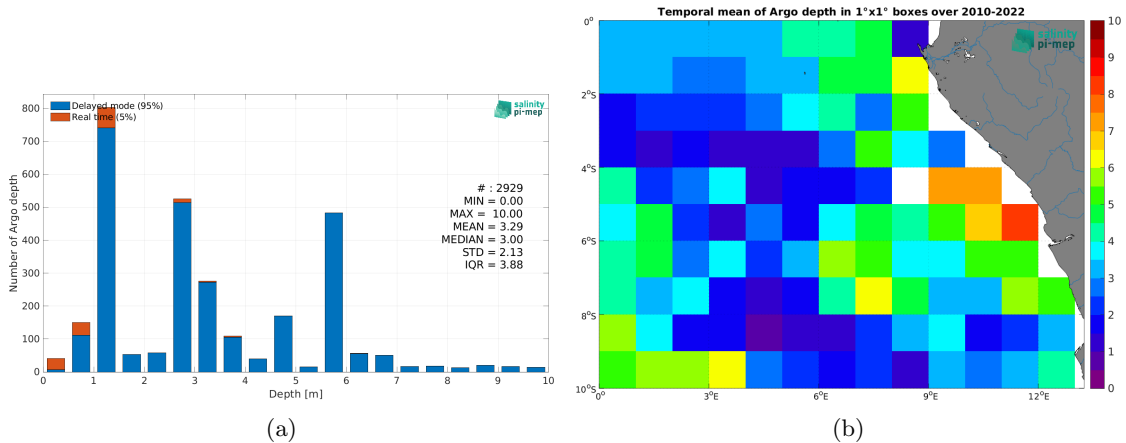 Delayed mode (95%)
Real time (5%)
salinity
pi-mep
# : 2929
MIN = 0.00
MAX = 10.00
MEAN = 3.29
MEDIAN = 3.00
STD = 2.13
IQR = 3.88
Number of Argo depth
800
700
600
500
400
300
200
100
0
0 1 2 3 4 5 6 7 8 9 10
Depth [m]
(a)
Temporal mean of Argo depth in 1°x1° boxes over 2010-2022
salinity
pi-mep
0°
2°S
4°S
6°S
8°S
10°S
0° 3°E 6°E 9°E 12°E
10
9
8
7
6
5
4
3
2
1
0
(b)